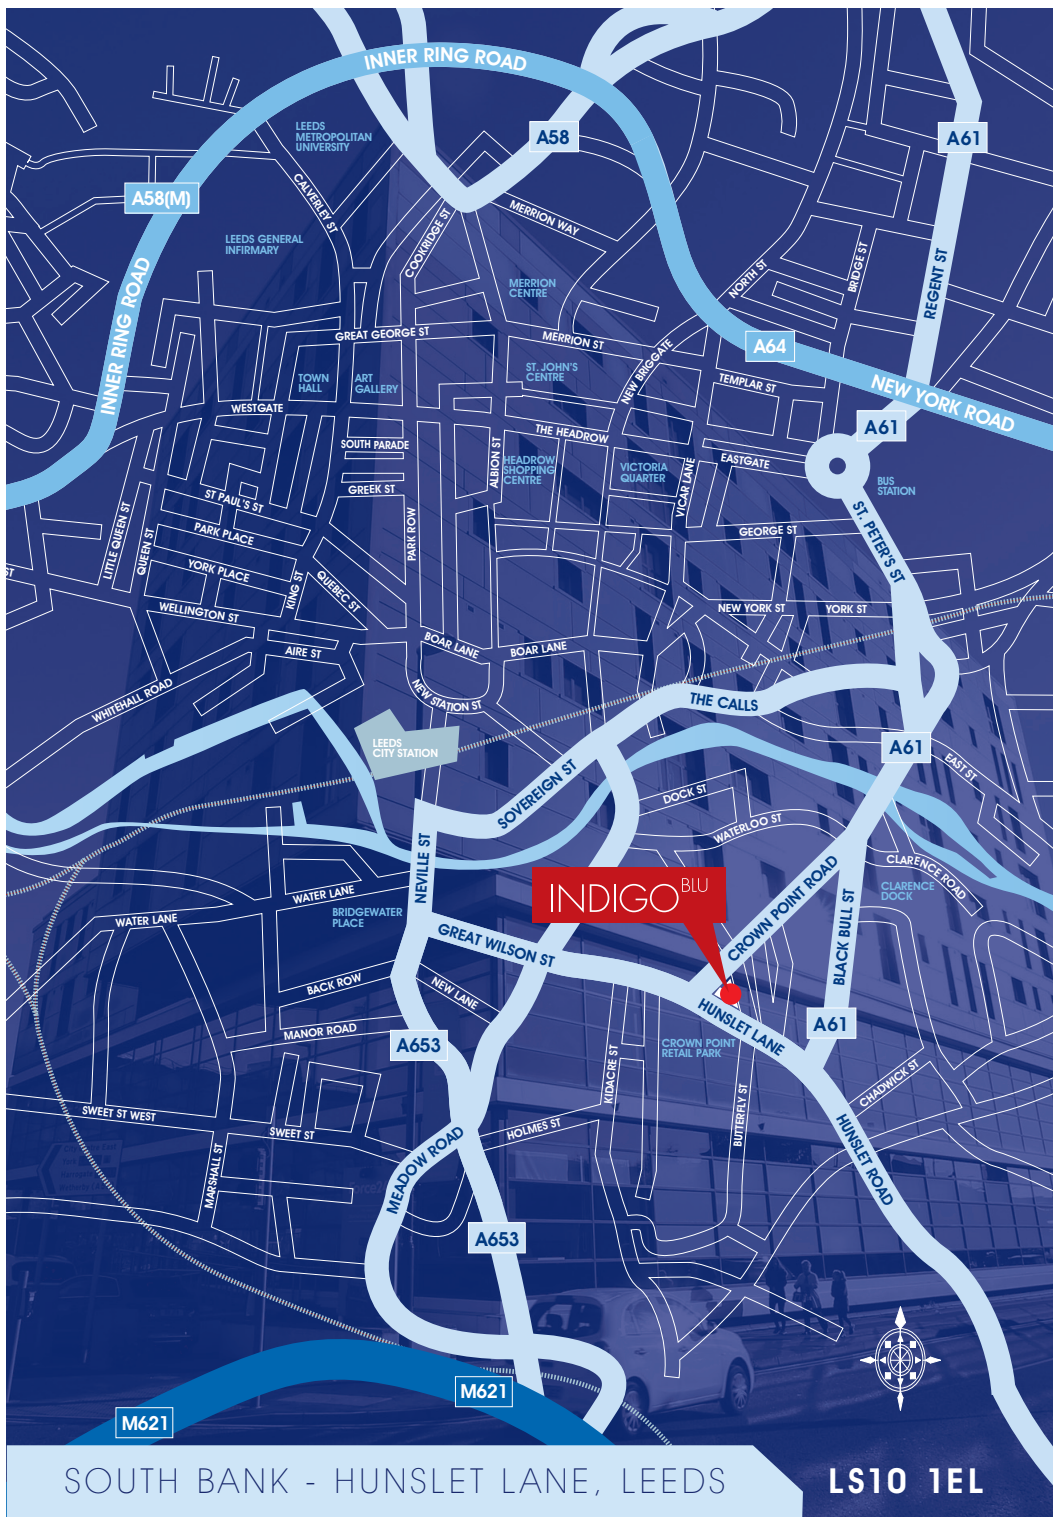 INNER RING ROAD
LEEDS
METROPOLITAN
UNIVERSITY
A58
A61
A58(M)
CALVERLEY ST
COOKRIDGE ST
MERRION WAY
LEEDS GENERAL
INFIRMARY
BRIDGE ST
REGENT ST
NORTH ST
MERRION
CENTRE
INNER RING ROAD
GREAT GEORGE ST
MERRION ST
A64
NEW BRIGGATE
ST. JOHN'S
CENTRE
TOWN
HALL
ART
GALLERY
TEMPLAR ST
NEW YORK ROAD
WESTGATE
A61
THE HEADROW
SOUTH PARADE
ALBION ST
HEADROW
SHOPPING
CENTRE
VICTORIA
QUARTER
VICAR LANE
EASTGATE
BUS
STATION
GREEK ST
ST PAUL'S ST
PARK ROW
LITTLE QUEEN ST
QUEEN ST
PARK PLACE
GEORGE ST
ST. PETER'S ST
YORK PLACE
KING ST
QUEBEC ST
ST
WELLINGTON ST
NEW YORK ST
YORK ST
AIRE ST
BOAR LANE
BOAR LANE
WHITEHALL ROAD
NEW STATION ST
THE CALLS
LEEDS
CITY STATION
A61
EAST ST
SOVEREIGN ST
DOCK ST
WATERLOO ST
NEVILLE ST
CLARENCE ROAD
CLARENCE
DOCK
INDIGO BLU
CROWN POINT ROAD
BLACK BULL ST
WATER LANE
WATER LANE
BRIDGEWATER
PLACE
GREAT WILSON ST
BACK ROW
NEW LANE
HUNSLET LANE
MANOR ROAD
A653
A61
CROWN POINT
RETAIL PARK
KIDACRE ST
CHADWICK ST
SWEET ST WEST
SWEET ST
HOLMES ST
BUTTERFLY ST
HUNSLET ROAD
MARSHALL ST
MEADOW ROAD
A653
M621
M621
SOUTH BANK - HUNSLET LANE, LEEDS
LS10 1EL